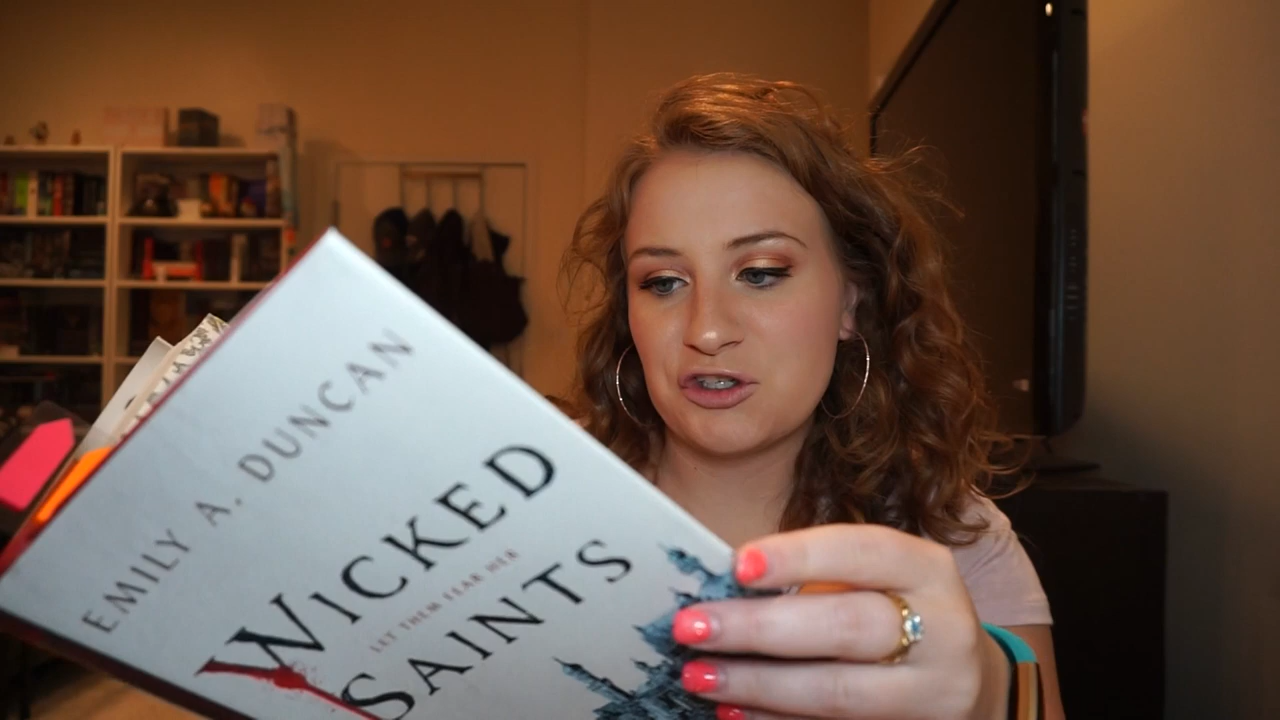 EMILY A. DUNCAN
WICKED
LET THEM FEAR HER
SAINTS